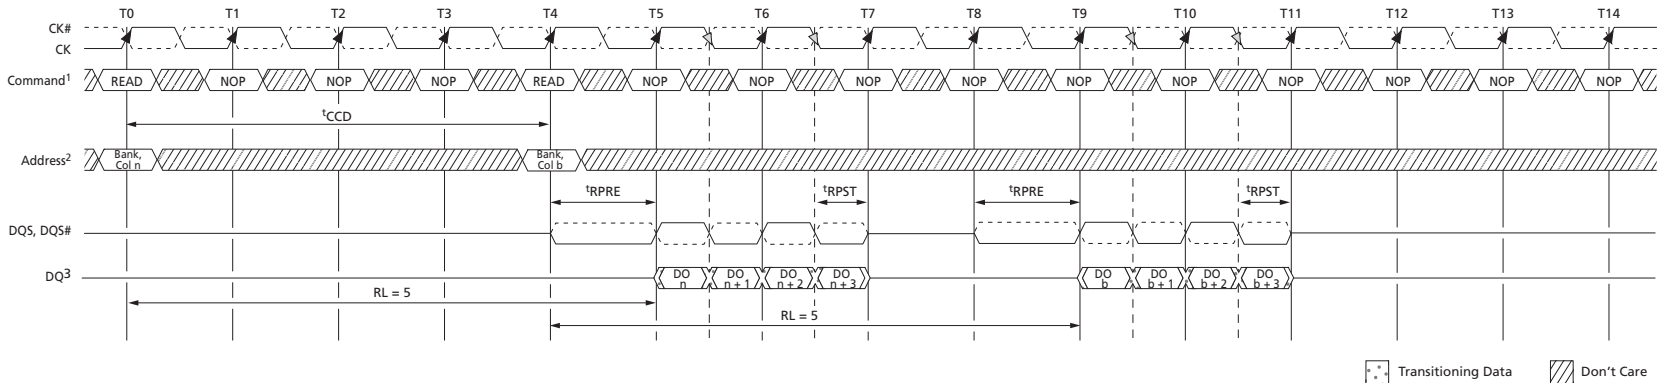 T0 T1 T2 T3 T4 T5 T6 T7 T8 T9 T10 T11 T12 T13 T14
CK#
CK
Command1 READ NOP NOP NOP READ NOP NOP NOP NOP NOP NOP NOP NOP NOP NOP
tCCD
Address2 Bank, Col n Bank, Col b
tRPRE tRPST tRPRE tRPST
DQS, DQS#
DQ3 DO n DO n + 1 DO n + 2 DO n + 3 DO b DO b + 1 DO b + 2 DO b + 3
RL = 5
RL = 5
Transitioning Data Don't Care